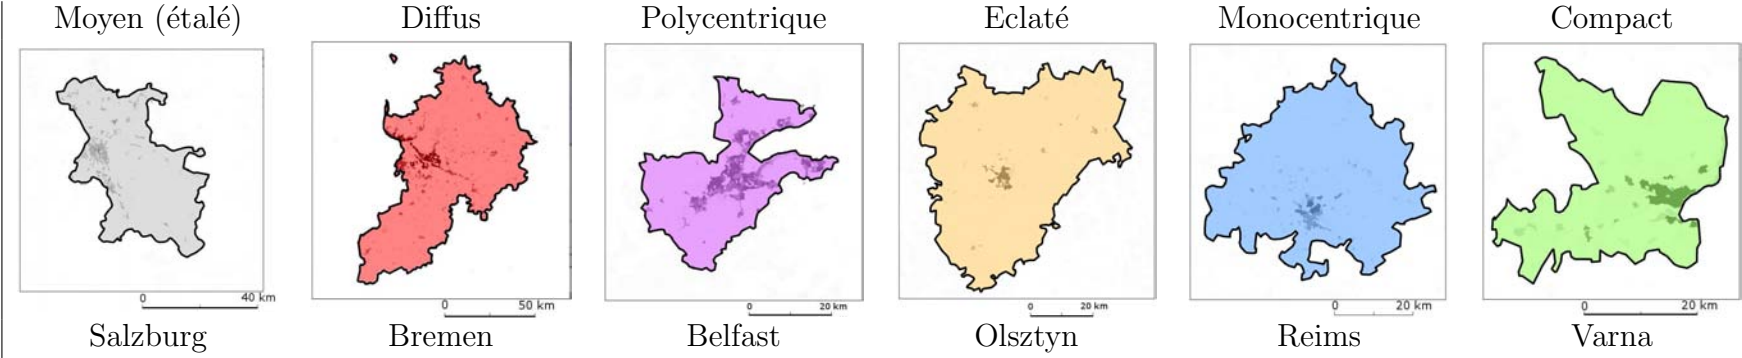 Moyen (étalé) Diffus Polycentrique Eclaté Monocentrique Compact
0 40 km 0 50 km 0 20 km 0 20 km 0 20 km 0 20 km
Salzburg Bremen Belfast Olsztyn Reims Varna